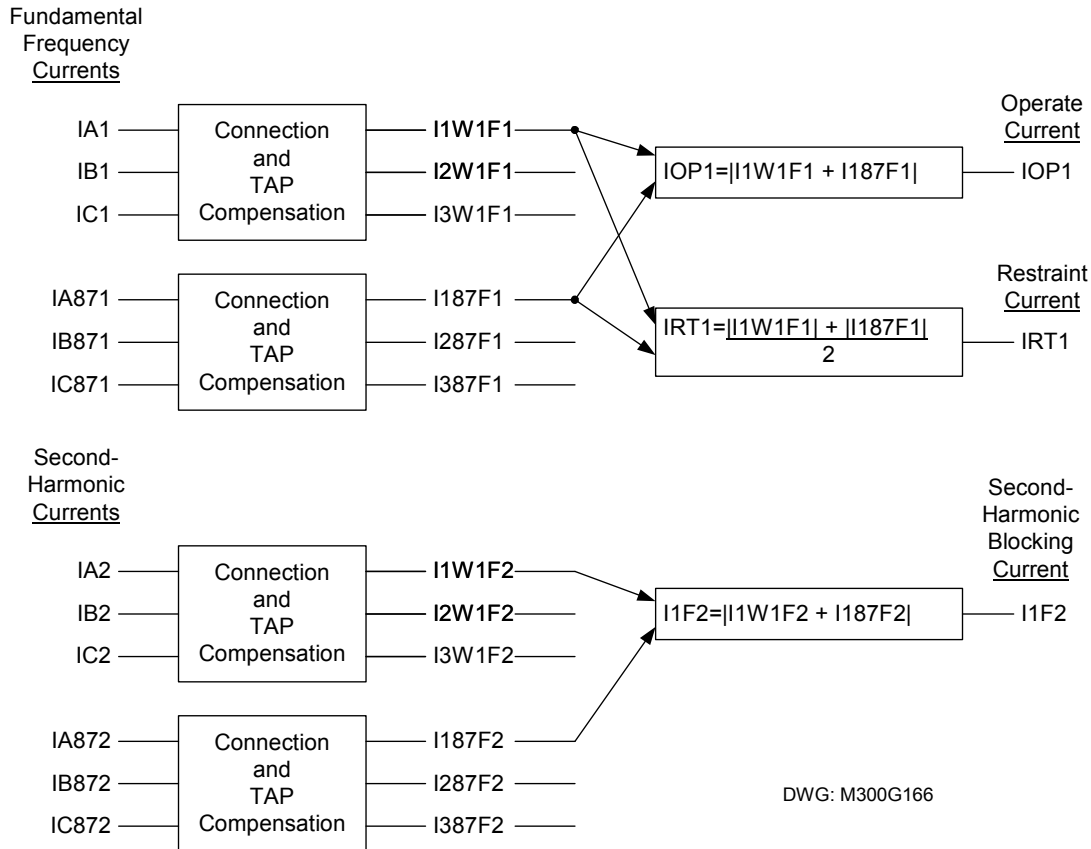 Fundamental
Frequency
Currents
IA1
IB1
IC1
Connection
and
TAP
Compensation
I1W1F1
I2W1F1
I3W1F1
IA871
IB871
IC871
Connection
and
TAP
Compensation
I187F1
I287F1
I387F1
IOP1=|I1W1F1 + I187F1|
Operate
Current
IOP1
IRT1=|I1W1F1| + |I187F1|
2
Restraint
Current
IRT1
Second-
Harmonic
Currents
IA2
IB2
IC2
Connection
and
TAP
Compensation
I1W1F2
I2W1F2
I3W1F2
IA872
IB872
IC872
Connection
and
TAP
Compensation
I187F2
I287F2
I387F2
I1F2=|I1W1F2 + I187F2|
Second-
Harmonic
Blocking
Current
I1F2
DWG: M300G166